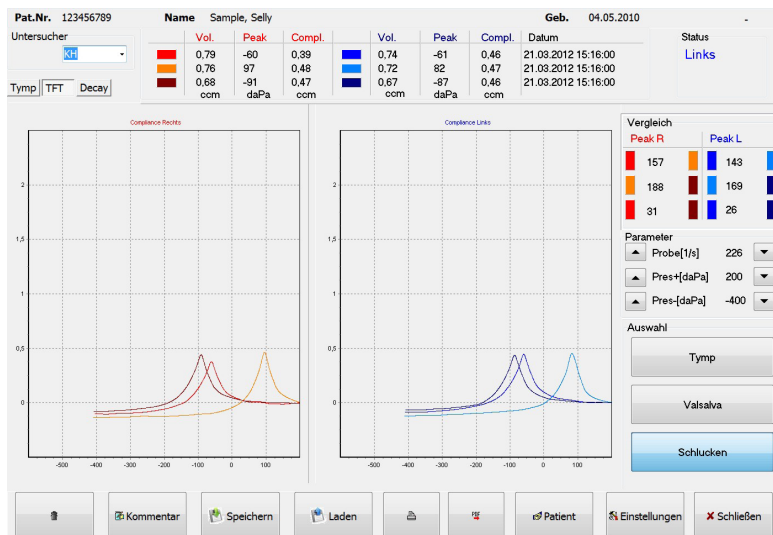 Pat.Nr. 123456789 Name Sample, Selly Geb. 04.05.2010 -
Untersucher
KH
Tymp TFT Decay
Vol. Peak Compl. Vol. Peak Compl. Datum
0,79 -60 0,39 0,74 -61 0,46 21.03.2012 15:16:00
0,76 97 0,48 0,72 82 0,47 21.03.2012 15:16:00
0,68 -91 0,47 0,67 -87 0,46 21.03.2012 15:16:00
ccm daPa ccm daPa
Status
Links
Compliance Rechts
2
1,5
1
0,5
0
-500 -400 -300 -200 -100 0 100
Compliance Links
2
1,5
1
0,5
0
-500 -400 -300 -200 -100 0 100
Vergleich
Peak R Peak L
157 143
188 169
31 26
Parameter
Probe[1/s] 226
Pres+[daPa] 200
Pres-[daPa] -400
Auswahl
Tymp
Valsalva
Schlucken
Kommentar Speichern Laden PDF Patient Einstellungen Schließen